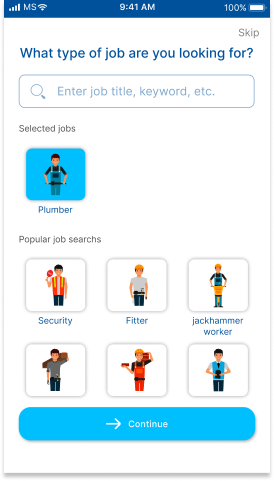 MS
9:41 AM
100%
Skip
What type of job are you looking for?
Enter job title, keyword, etc.
Selected jobs
Plumber
Popular job searchs
Security
Fitter
jackhammer
worker
Continue